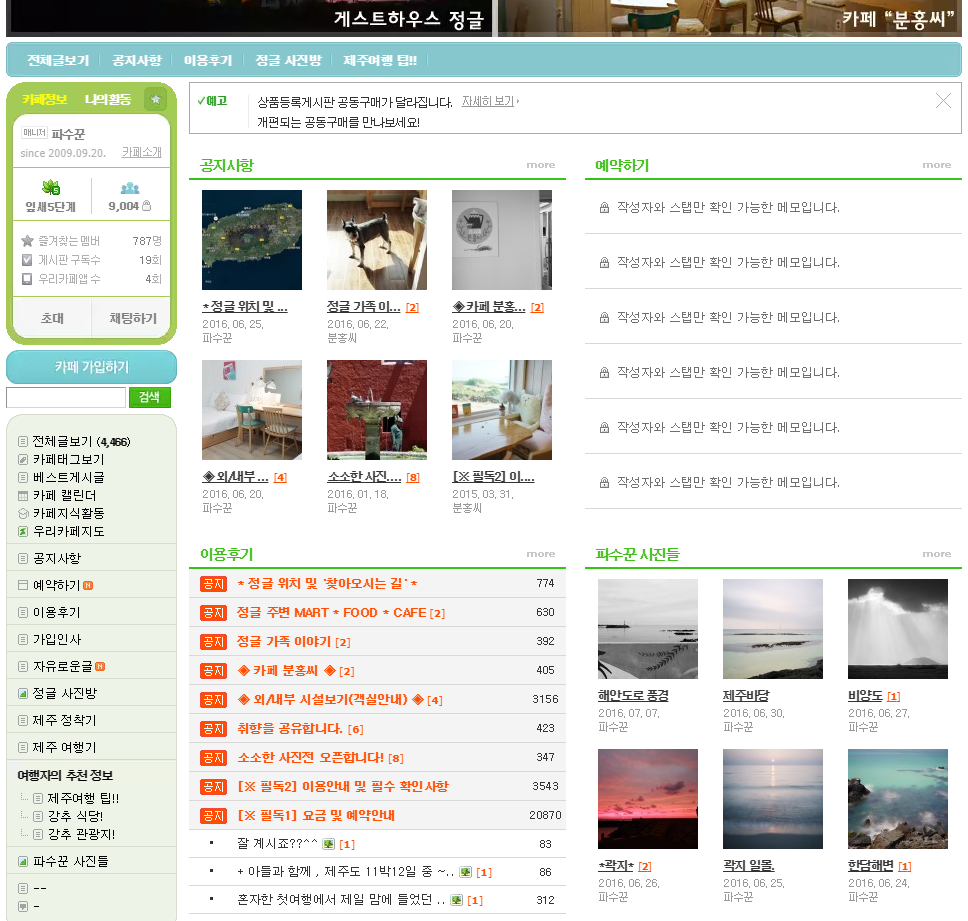 게스트하우스 정글
카페 “분홍씨”
전체글보기 공지사항 이용후기 정글 사진방 제주여행 팁!!
카페정보 나의활동
매니저 파수꾼
since 2009.09.20. 카페소개
잎새5단계 9,004
즐겨찾는 멤버 787명
게시판 구독수 19회
우리카페앱 수 4회
초대 채팅하기
카페 가입하기
검색
전체글보기 (4,466)
카페태그보기
베스트게시글
카페 캘린더
카페지식활동
우리카페지도
공지사항
예약하기 N
이용후기
가입인사
자유로운글 N
정글 사진방
제주 정착기
제주 여행기
여행자의 추천 정보
제주여행 팁!!
강추 식당!
강추 관광지!
파수꾼 사진들
--
-
✓예고 상품등록게시판 공동구매가 달라집니다. 자세히 보기 ›
개편되는 공동구매를 만나보세요!
공지사항 more
* 정글 위치 및 ...
2016. 06. 25.
파수꾼
정글 가족 이... [2]
2016. 06. 22.
분홍씨
◈ 카페 분홍... [2]
2016. 06. 20.
파수꾼
◈ 외/내부 ... [4]
2016. 06. 20.
파수꾼
소소한 사진.... [8]
2016. 01. 18.
파수꾼
[※ 필독2] 이....
2015. 03. 31.
분홍씨
예약하기 more
작성자와 스탭만 확인 가능한 메모입니다.
작성자와 스탭만 확인 가능한 메모입니다.
작성자와 스탭만 확인 가능한 메모입니다.
작성자와 스탭만 확인 가능한 메모입니다.
작성자와 스탭만 확인 가능한 메모입니다.
작성자와 스탭만 확인 가능한 메모입니다.
이용후기 more
공지 * 정글 위치 및 '찾아오시는 길' * 774
공지 정글 주변 MART * FOOD * CAFE [2] 630
공지 정글 가족 이야기 [2] 392
공지 ◈ 카페 분홍씨 ◈ [2] 405
공지 ◈ 외/내부 시설보기(객실안내) ◈ [4] 3156
공지 취향을 공유합니다. [6] 423
공지 소소한 사진전 오픈합니다! [8] 347
공지 [※ 필독2] 이용안내 및 필수 확인사항 3543
공지 [※ 필독1] 요금 및 예약안내 20870
• 잘 계시죠??^^ [1] 83
• + 아들과 함께 , 제주도 11박12일 중 ~.. [1] 86
• 혼자한 첫여행에서 제일 맘에 들었던 .. [1] 312
파수꾼 사진들 more
해안도로 풍경
2016. 07. 07.
파수꾼
제주바당
2016. 06. 30.
파수꾼
비양도 [1]
2016. 06. 27.
파수꾼
*곽지* [2]
2016. 06. 26.
파수꾼
곽지 일몰.
2016. 06. 25.
파수꾼
한담해변 [1]
2016. 06. 24.
파수꾼